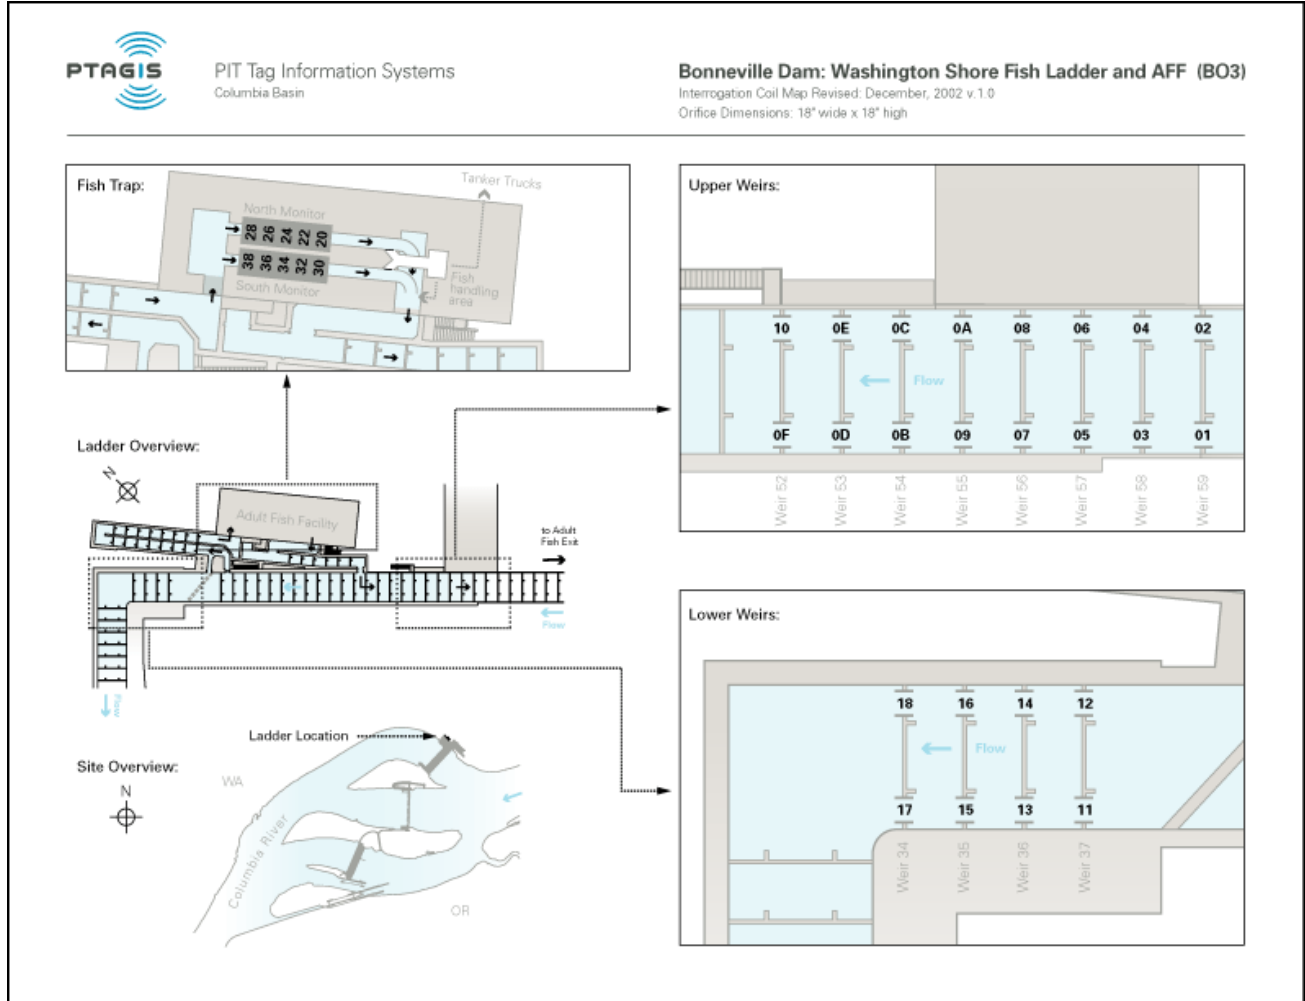 PTAGIS
PIT Tag Information Systems
Columbia Basin
Bonneville Dam: Washington Shore Fish Ladder and AFF (BO3)
Interrogation Coil Map Revised: December, 2002 v.1.0
Orifice Dimensions: 18" wide x 18" high
Fish Trap:
Tanker Trucks
North Monitor
28 26 24 22 20
38 36 34 32 30
South Monitor
Fish
handling
area
Upper Weirs:
10 0E 0C 0A 08 06 04 02
Flow
0F 0D 0B 09 07 05 03 01
Weir 52 Weir 53 Weir 54 Weir 55 Weir 56 Weir 57 Weir 58 Weir 59
Ladder Overview:
N
Adult Fish Facility
to Adult
Fish Exit
Flow
Flow
Lower Weirs:
18 16 14 12
Flow
17 15 13 11
Weir 34 Weir 35 Weir 36 Weir 37
Ladder Location
Site Overview:
N
WA
Columbia River
OR